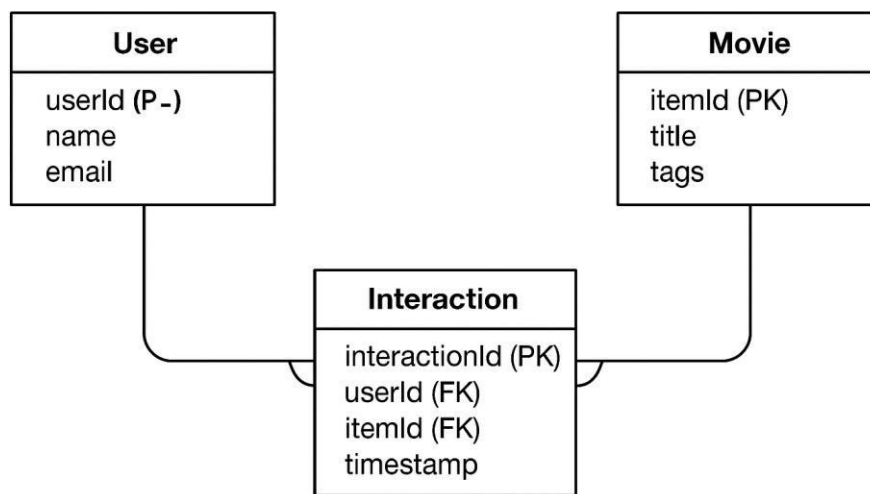 User
userId (P-)
name
email
Movie
itemId (PK)
title
tags
Interaction
interactionId (PK)
userId (FK)
itemId (FK)
timestamp